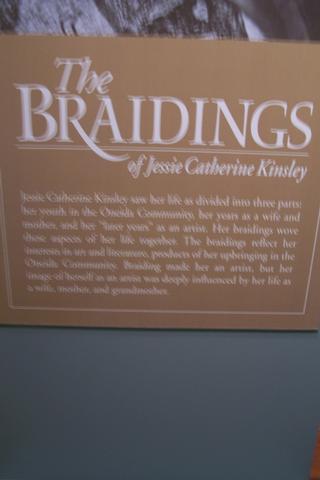 The
BRAIDINGS
of Jessie Catherine Kinsley
Jessie Catherine Kinsley saw her life as divided into three parts:
her youth in the Oneida Community, her years as a wife and
mother, and her "later years" as an artist. Her braidings wove
these aspects of her life together. The braidings reflect her
interests in art and literature, products of her upbringing in the
Oneida Community. Braiding made her an artist, but her
image of herself as an artist was deeply influenced by her life as
a wife, mother, and grandmother.